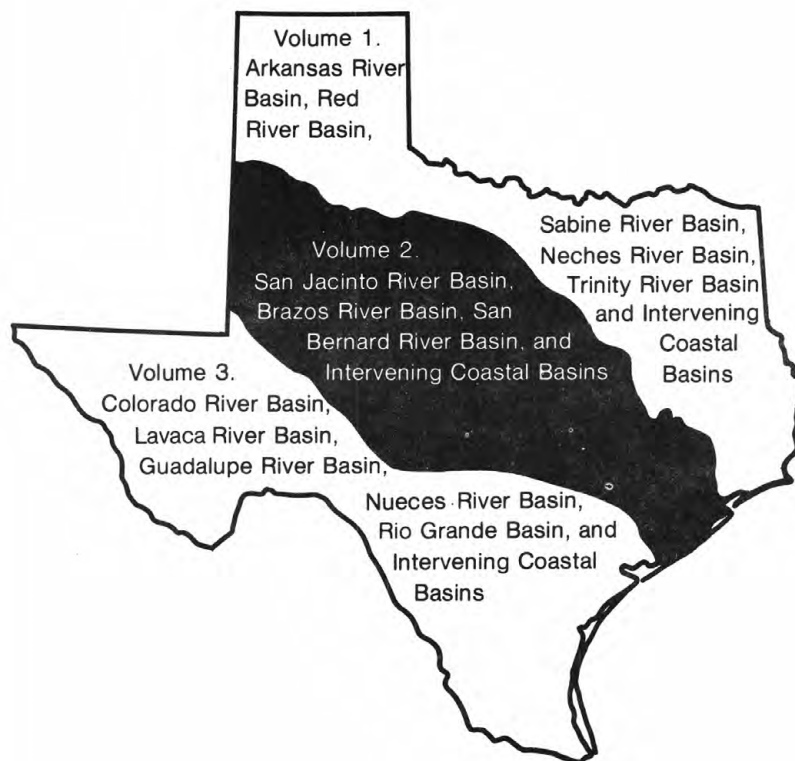 Volume 1.
Arkansas River
Basin, Red
River Basin,
Sabine River Basin,
Neches River Basin,
Trinity River Basin
and Intervening
Coastal
Basins
Volume 2.
San Jacinto River Basin,
Brazos River Basin, San
Bernard River Basin, and
Intervening Coastal Basins
Volume 3.
Colorado River Basin,
Lavaca River Basin,
Guadalupe River Basin,
Nueces River Basin,
Rio Grande Basin, and
Intervening Coastal
Basins